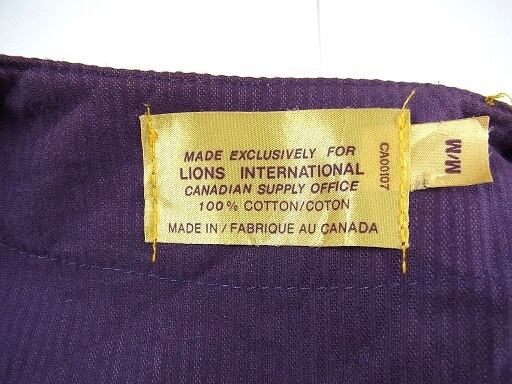 MADE EXCLUSIVELY FOR
LIONS INTERNATIONAL
CANADIAN SUPPLY OFFICE
100% COTTON/COTON
MADE IN / FABRIQUE AU CANADA
CA00107
M/M